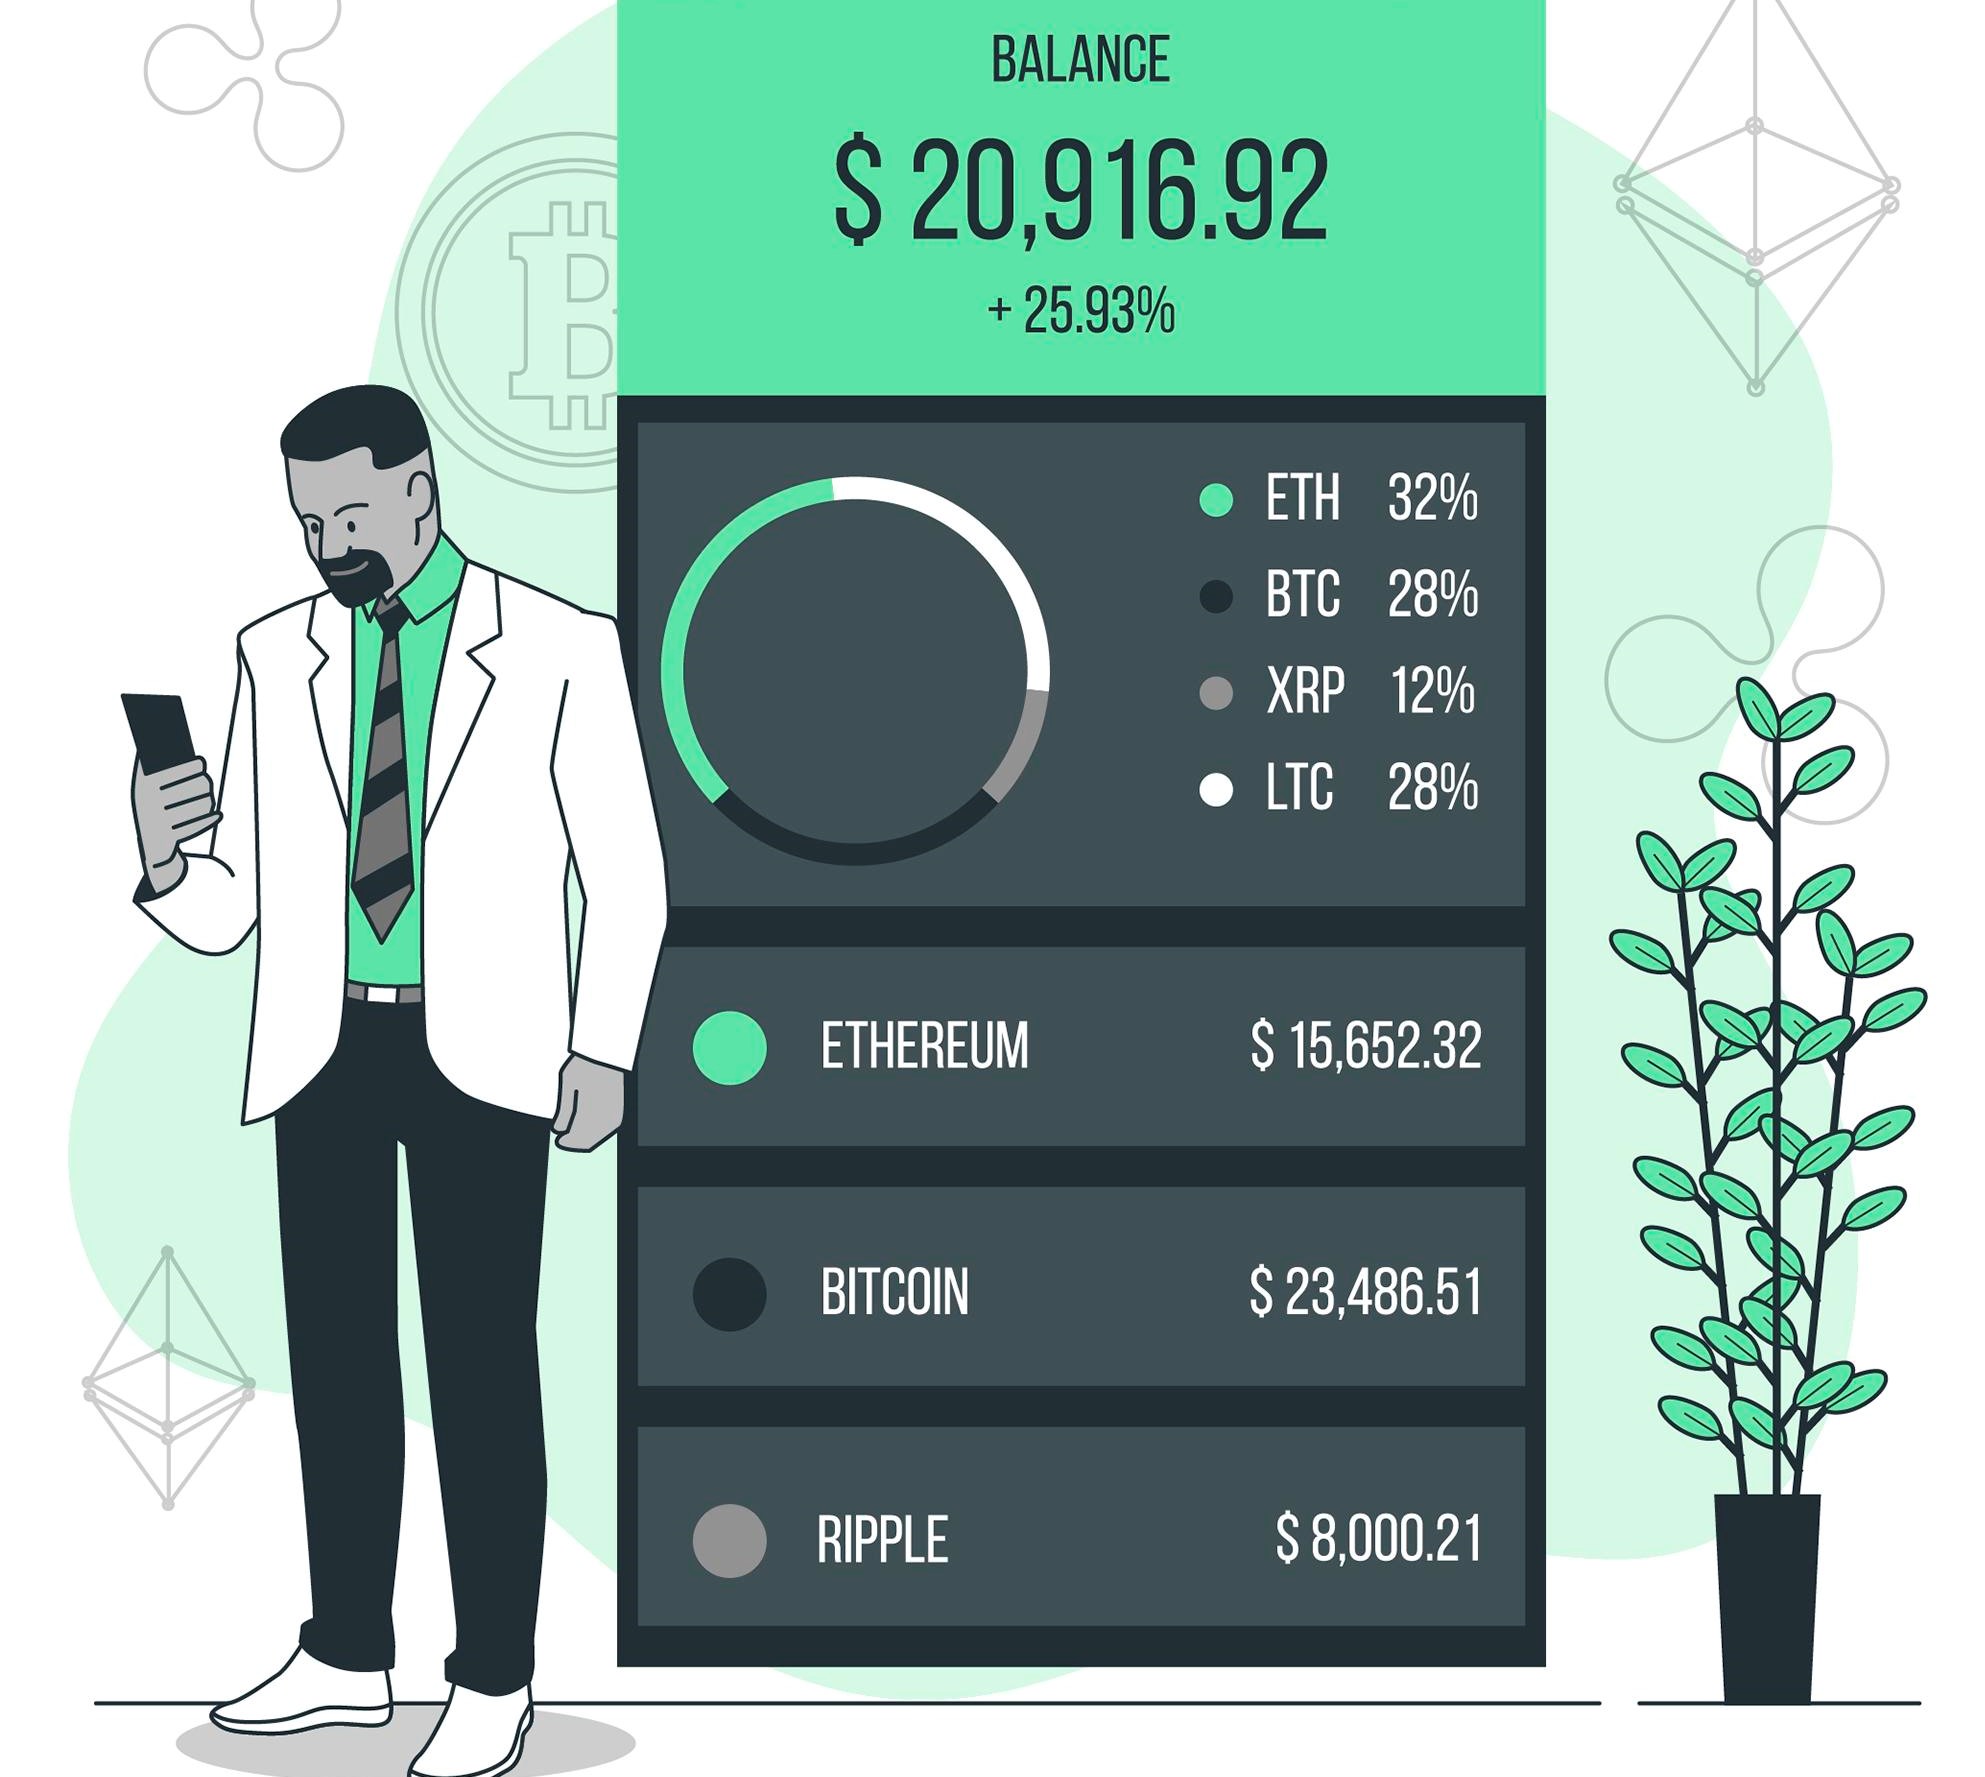 BALANCE
$ 20,916.92
+ 25.93%
ETH 32%
BTC 28%
XRP 12%
LTC 28%
ETHEREUM $ 15,652.32
BITCOIN $ 23,486.51
RIPPLE $ 8,000.21